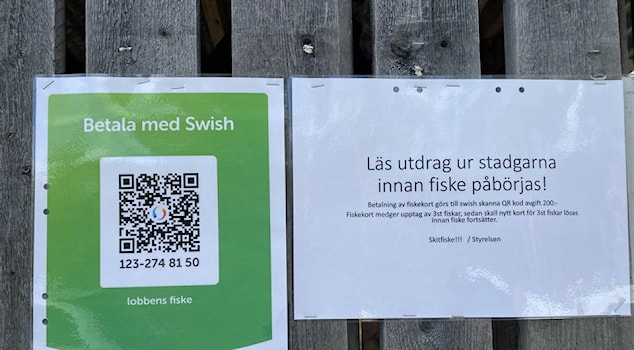 Betala med Swish
123-274 81 50
lobbens fiske
Läs utdrag ur stadgarna
innan fiske påbörjas!
Betalning av fiskekort görs till swish skanna QR kod avgift 200:-
Fiskekort medger upptag av 3st fiskar, sedan skall nytt kort för 3st fiskar lösas
innan fiske fortsätter.
Skitfiske!!! / Styrelsen